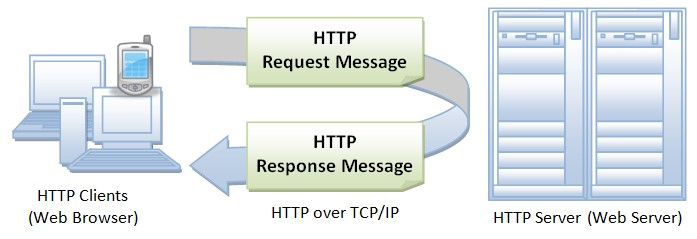 HTTP
Request Message
HTTP
Response Message
HTTP Clients
(Web Browser)
HTTP over TCP/IP
HTTP Server (Web Server)